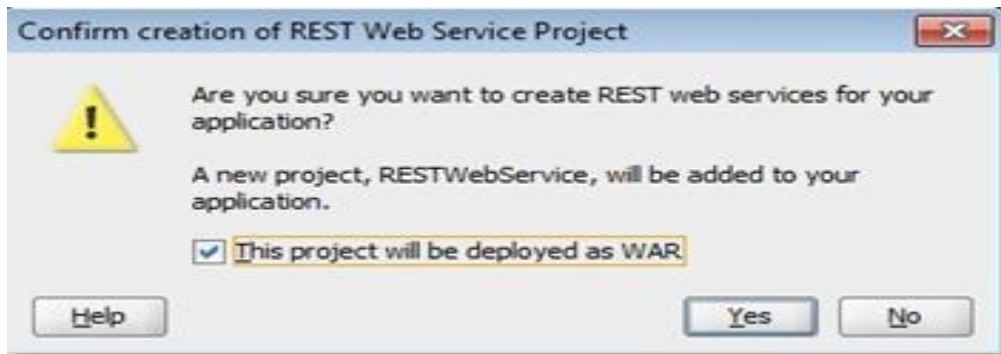 Confirm creation of REST Web Service Project
Are you sure you want to create REST web services for your
application?
A new project, RESTWebService, will be added to your
application.
This project will be deployed as WAR
Help
Yes
No